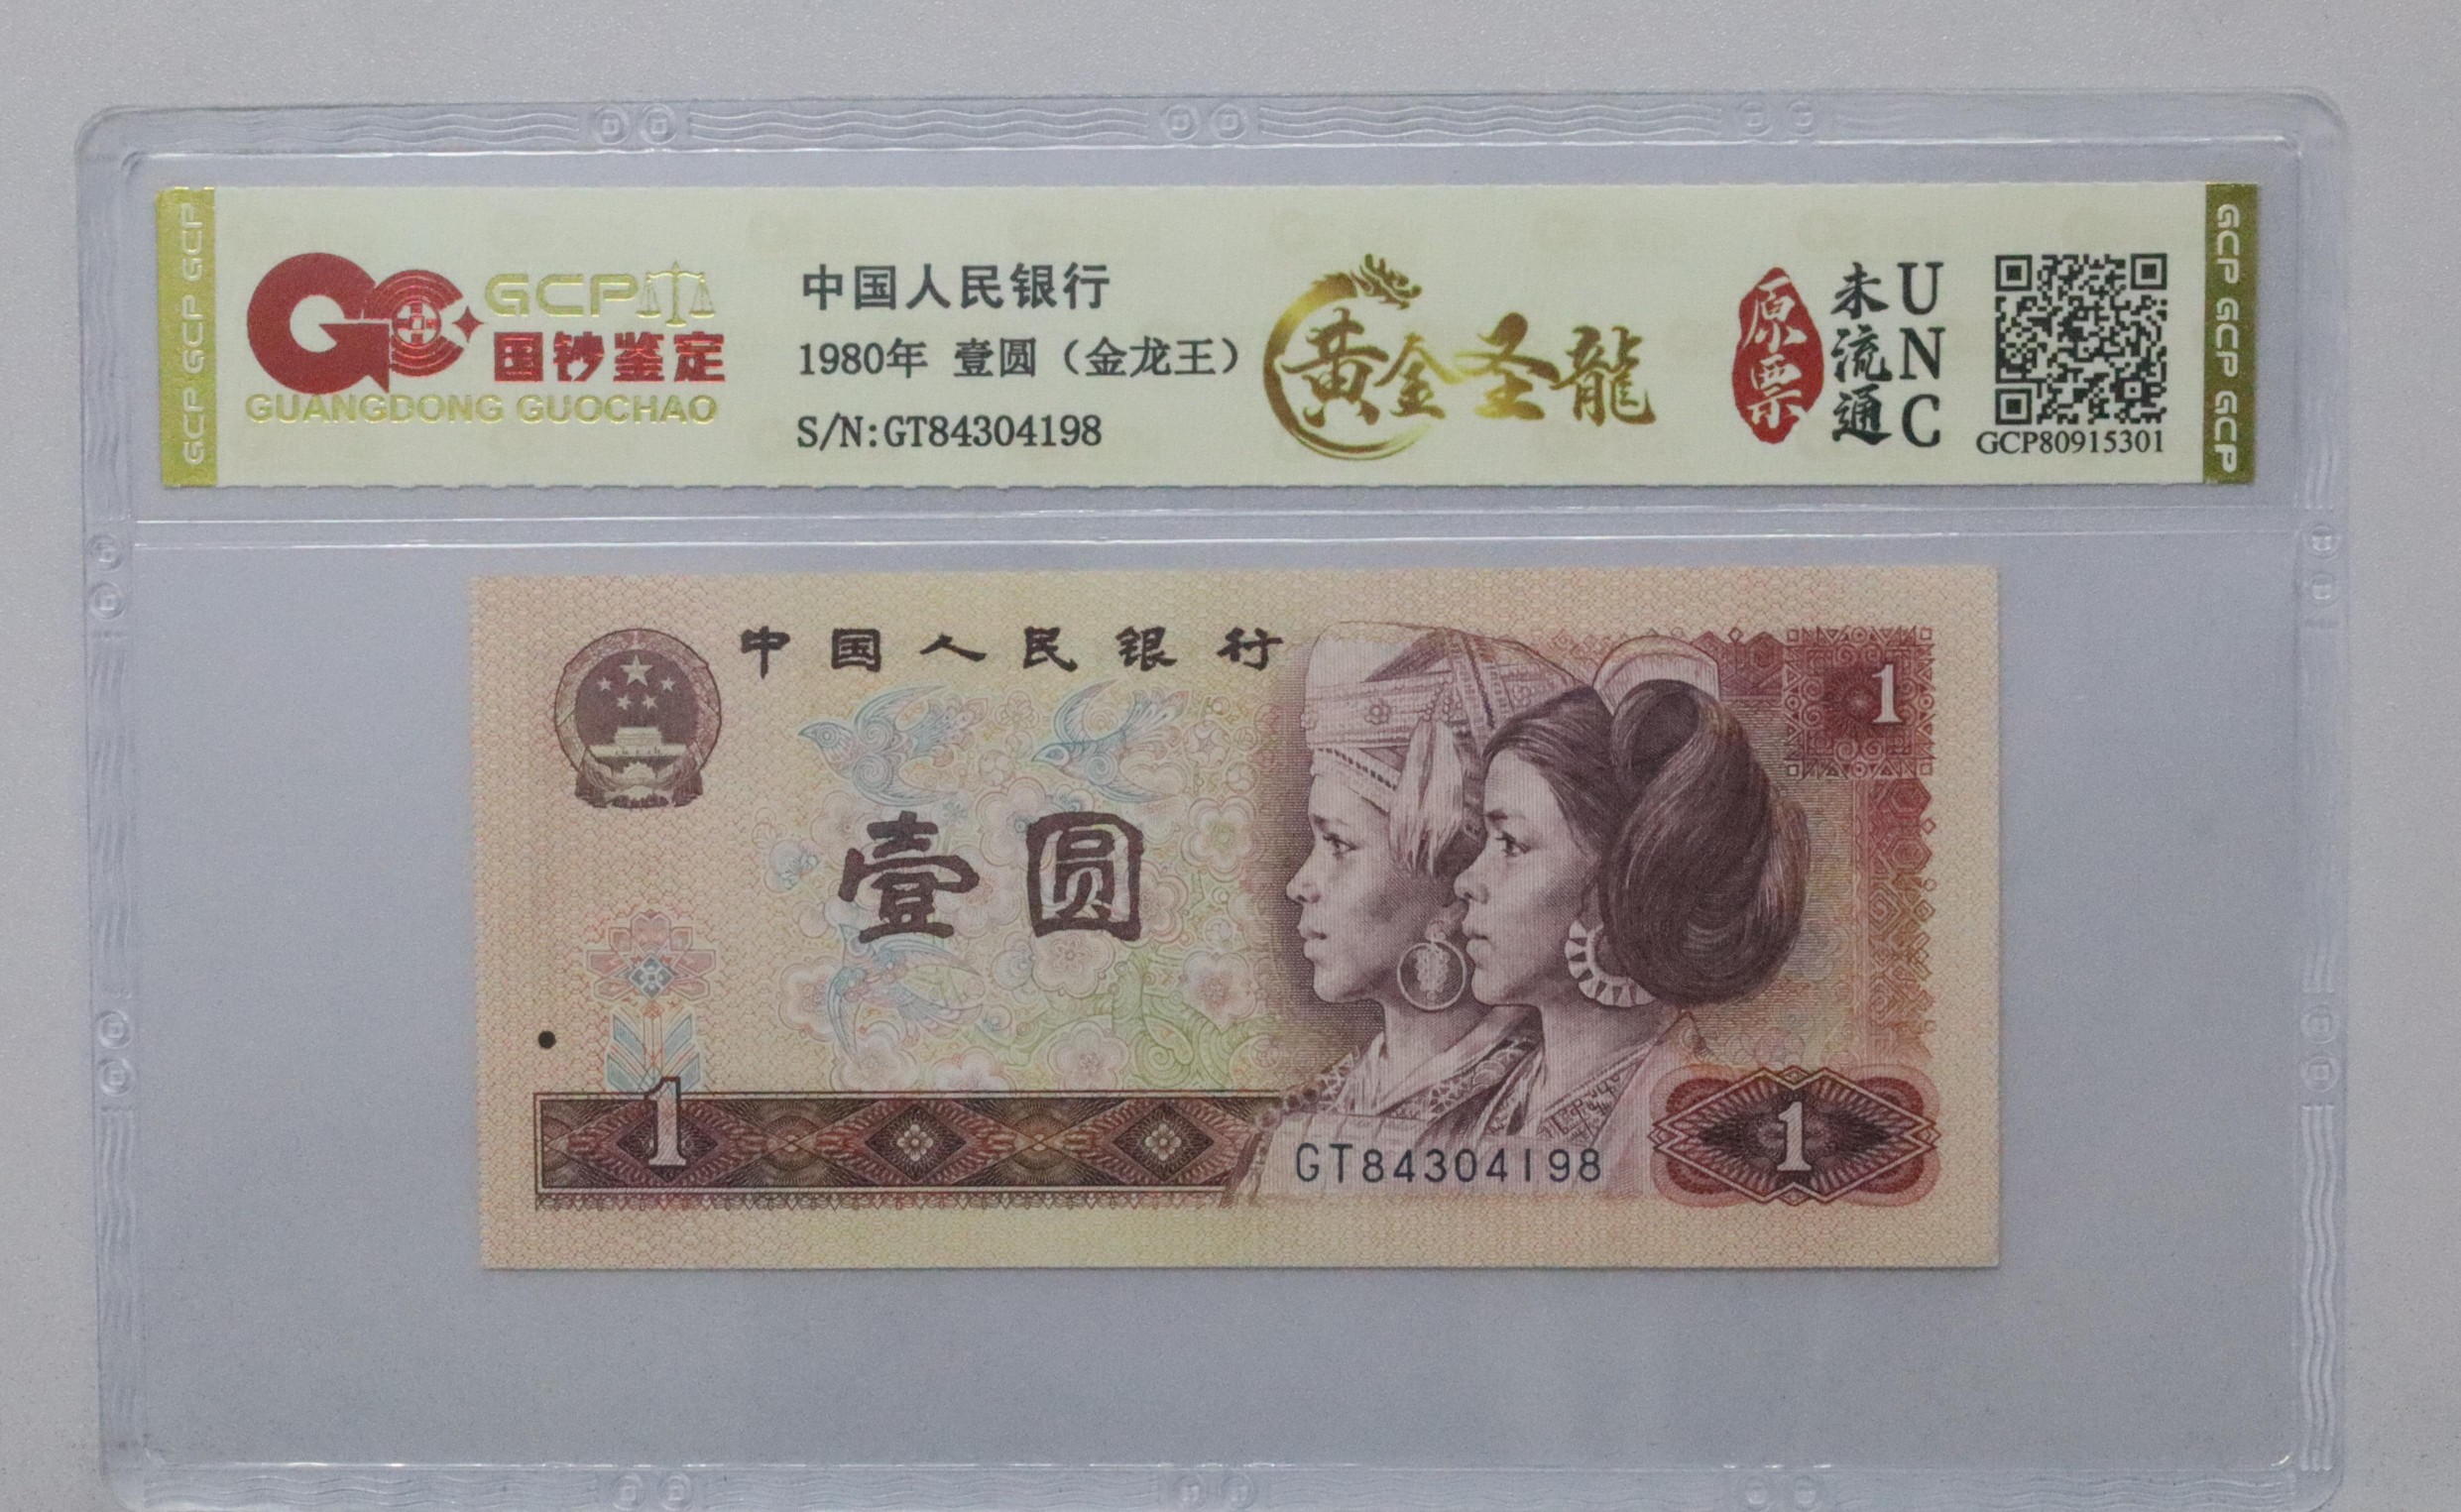 GCP GCP GCP
GCP
国钞鉴定
GUANGDONG GUOCHAO
中国人民银行
1980年 壹圆（金龙王）
S/N:GT84304198
黄金圣龍
原票
未流通
UNC
GCP80915301
GCP GCP GCP
中国人民银行
1
壹圆
1
GT84304198
1